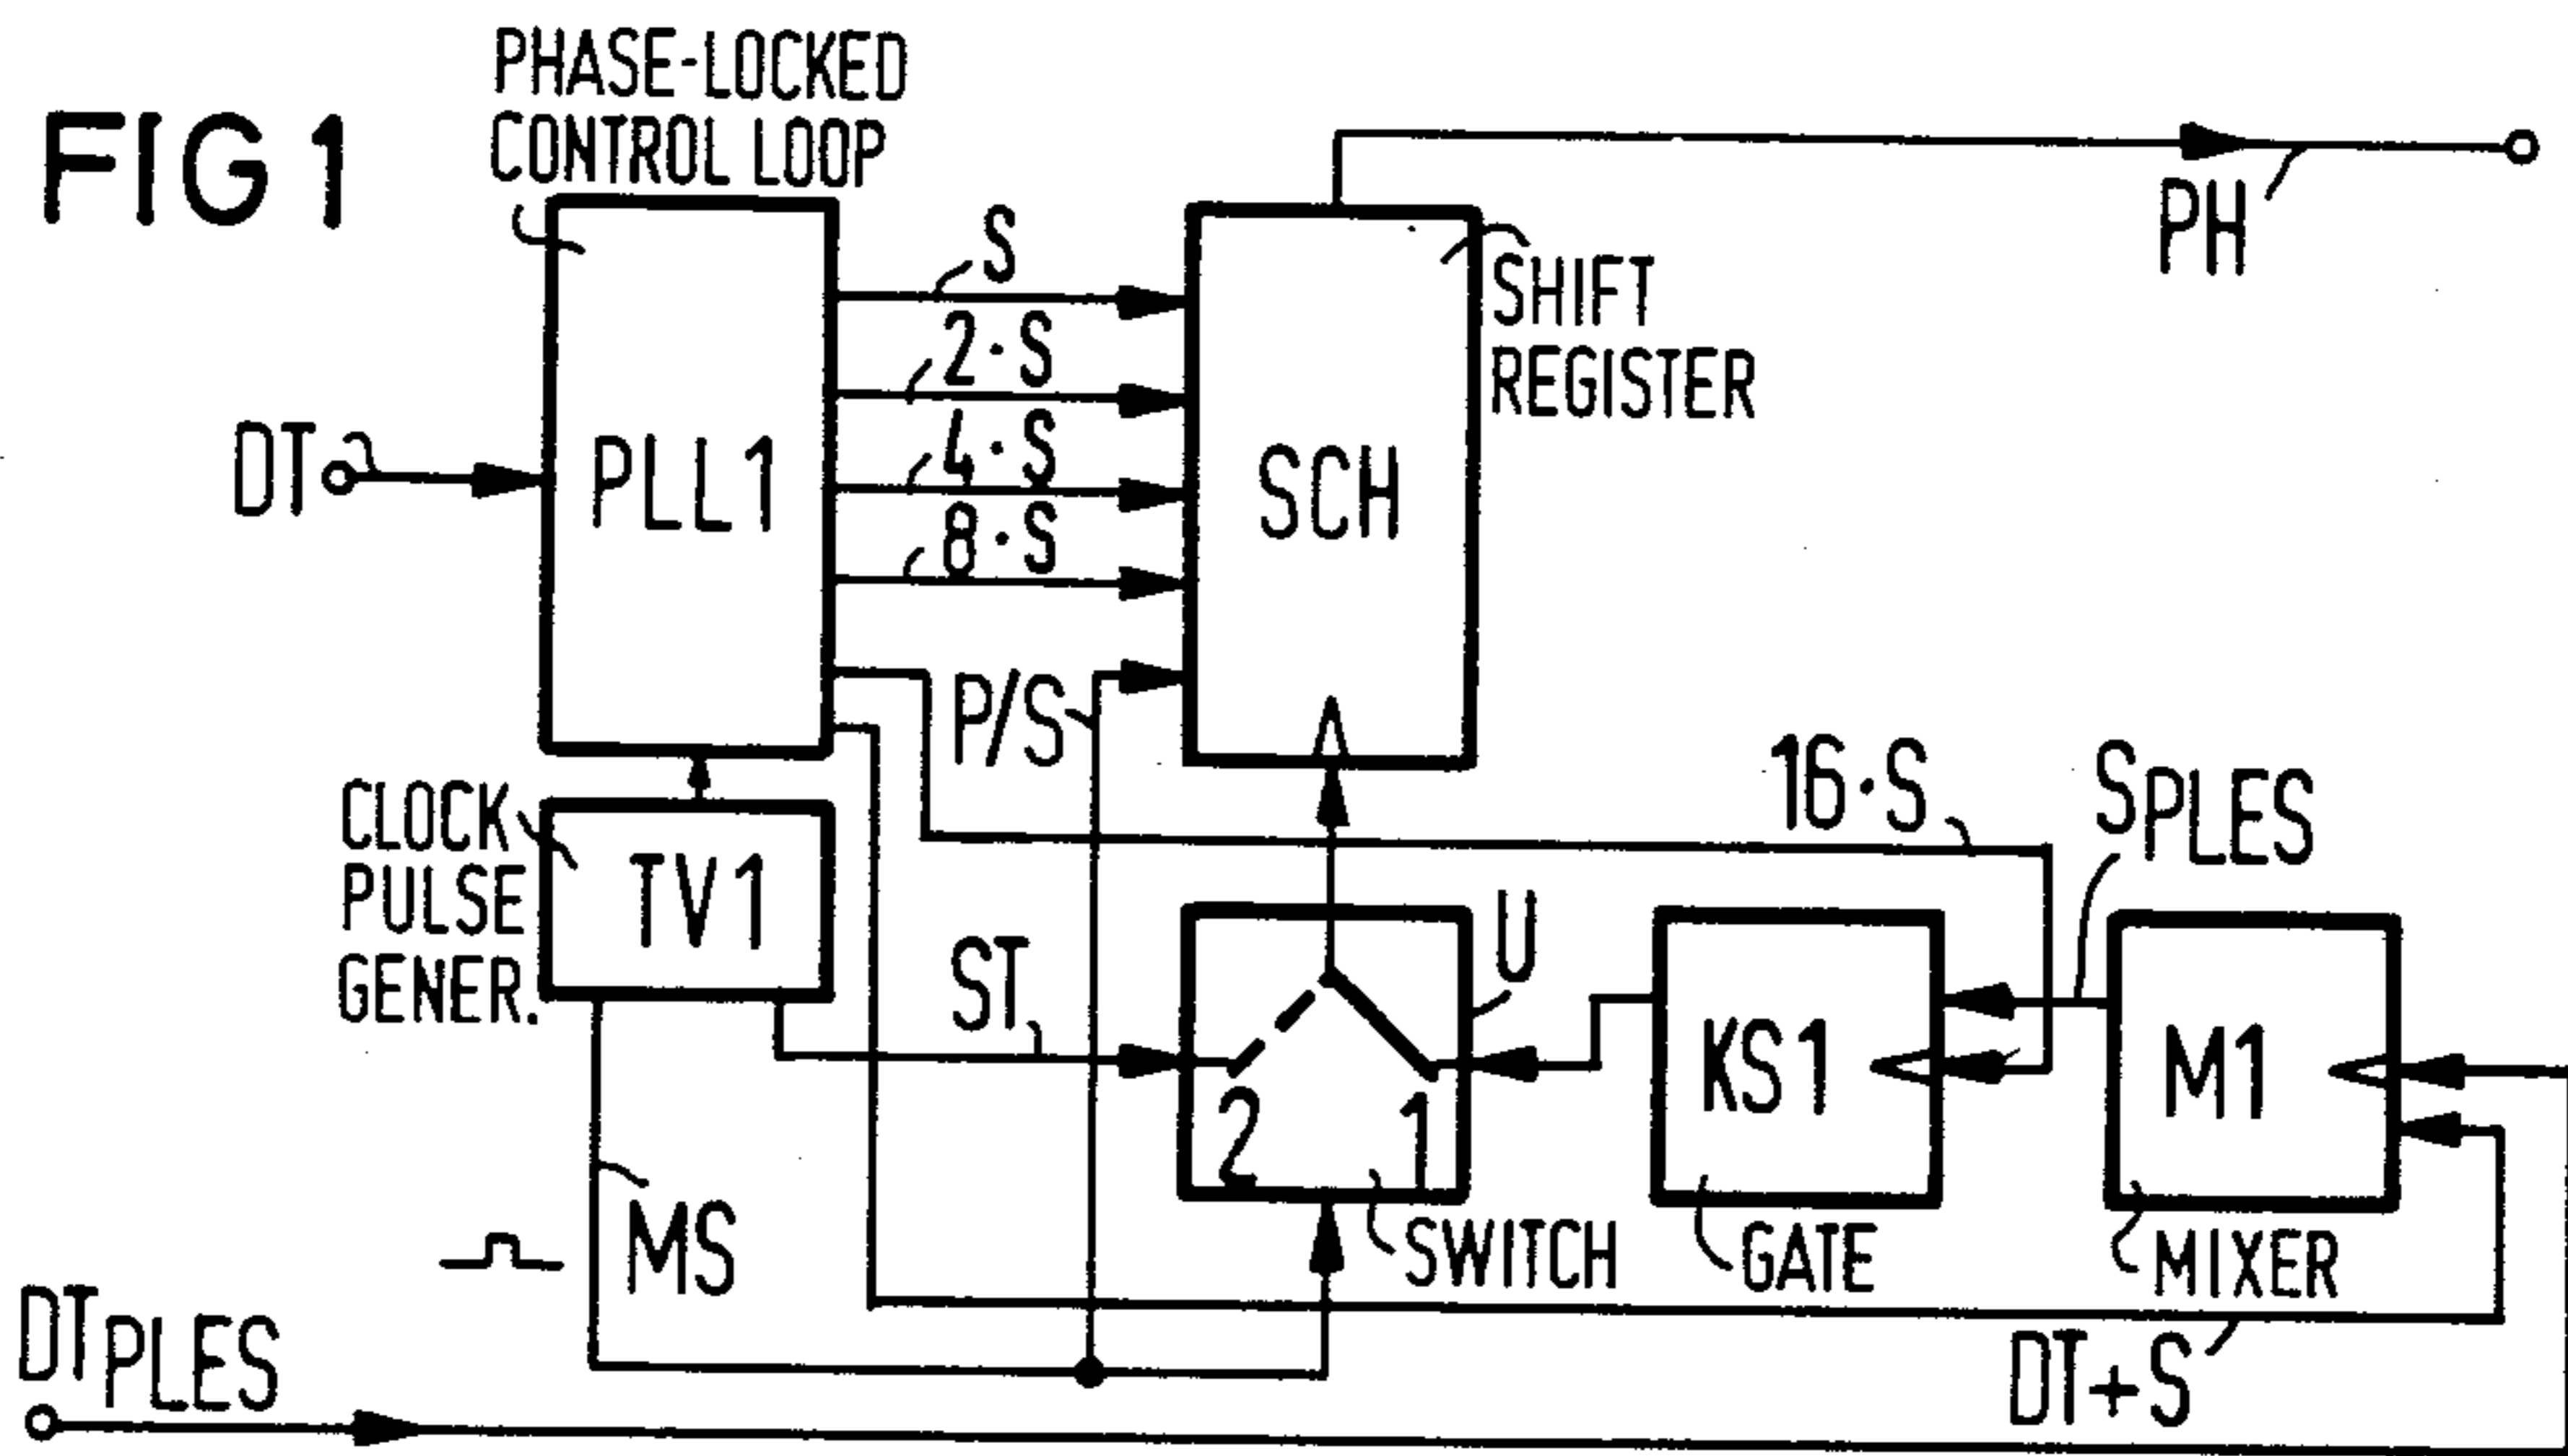 FIG 1
PHASE-LOCKED
CONTROL LOOP
PH
S
SHIFT
REGISTER
2·S
DT
PLL1
4·S
SCH
8·S
P/S
16·S
SPLES
CLOCK
PULSE
GENER.
TV1
ST
U
KS1
M1
2
1
MS
SWITCH
GATE
MIXER
DTPLES
DT+S